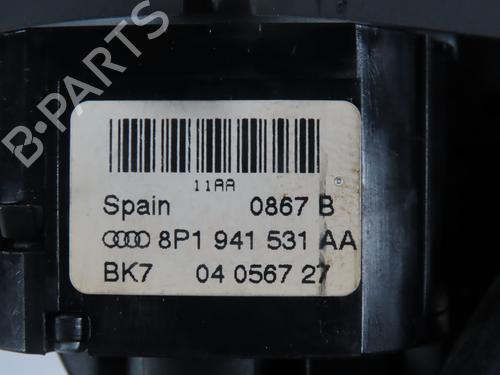 11AA
Spain 0867 B
8P1 941 531 AA
BK7 04 0567 27
B-PARTS